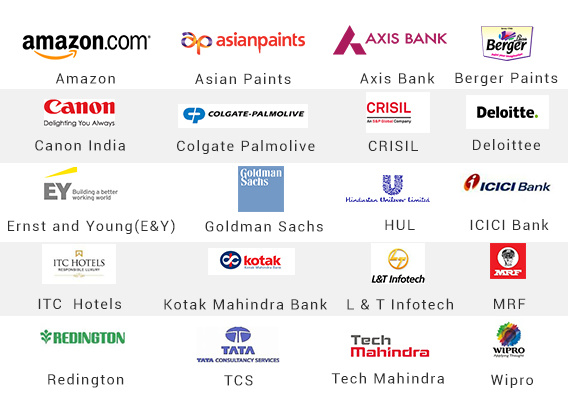 amazon.com
asianpaints
AXIS BANK
Berger
Amazon
Asian Paints
Axis Bank
Berger Paints
Canon
Delighting You Always
COLGATE-PALMOLIVE
CRISIL
An S&P Global Company
Deloitte.
Canon India
Colgate Palmolive
CRISIL
Deloittee
EY
Building a better
working world
Goldman
Sachs
Hindustan Unilever Limited
ICICI Bank
Ernst and Young(E&Y)
Goldman Sachs
HUL
ICICI Bank
ITC HOTELS
RESPONSIBLE LUXURY
kotak
Kotak Mahindra Bank
L&T Infotech
MRF
ITC Hotels
Kotak Mahindra Bank
L & T Infotech
MRF
REDINGTON
TATA
TATA CONSULTANCY SERVICES
Tech
Mahindra
WIPRO
Applying Thought
Redington
TCS
Tech Mahindra
Wipro